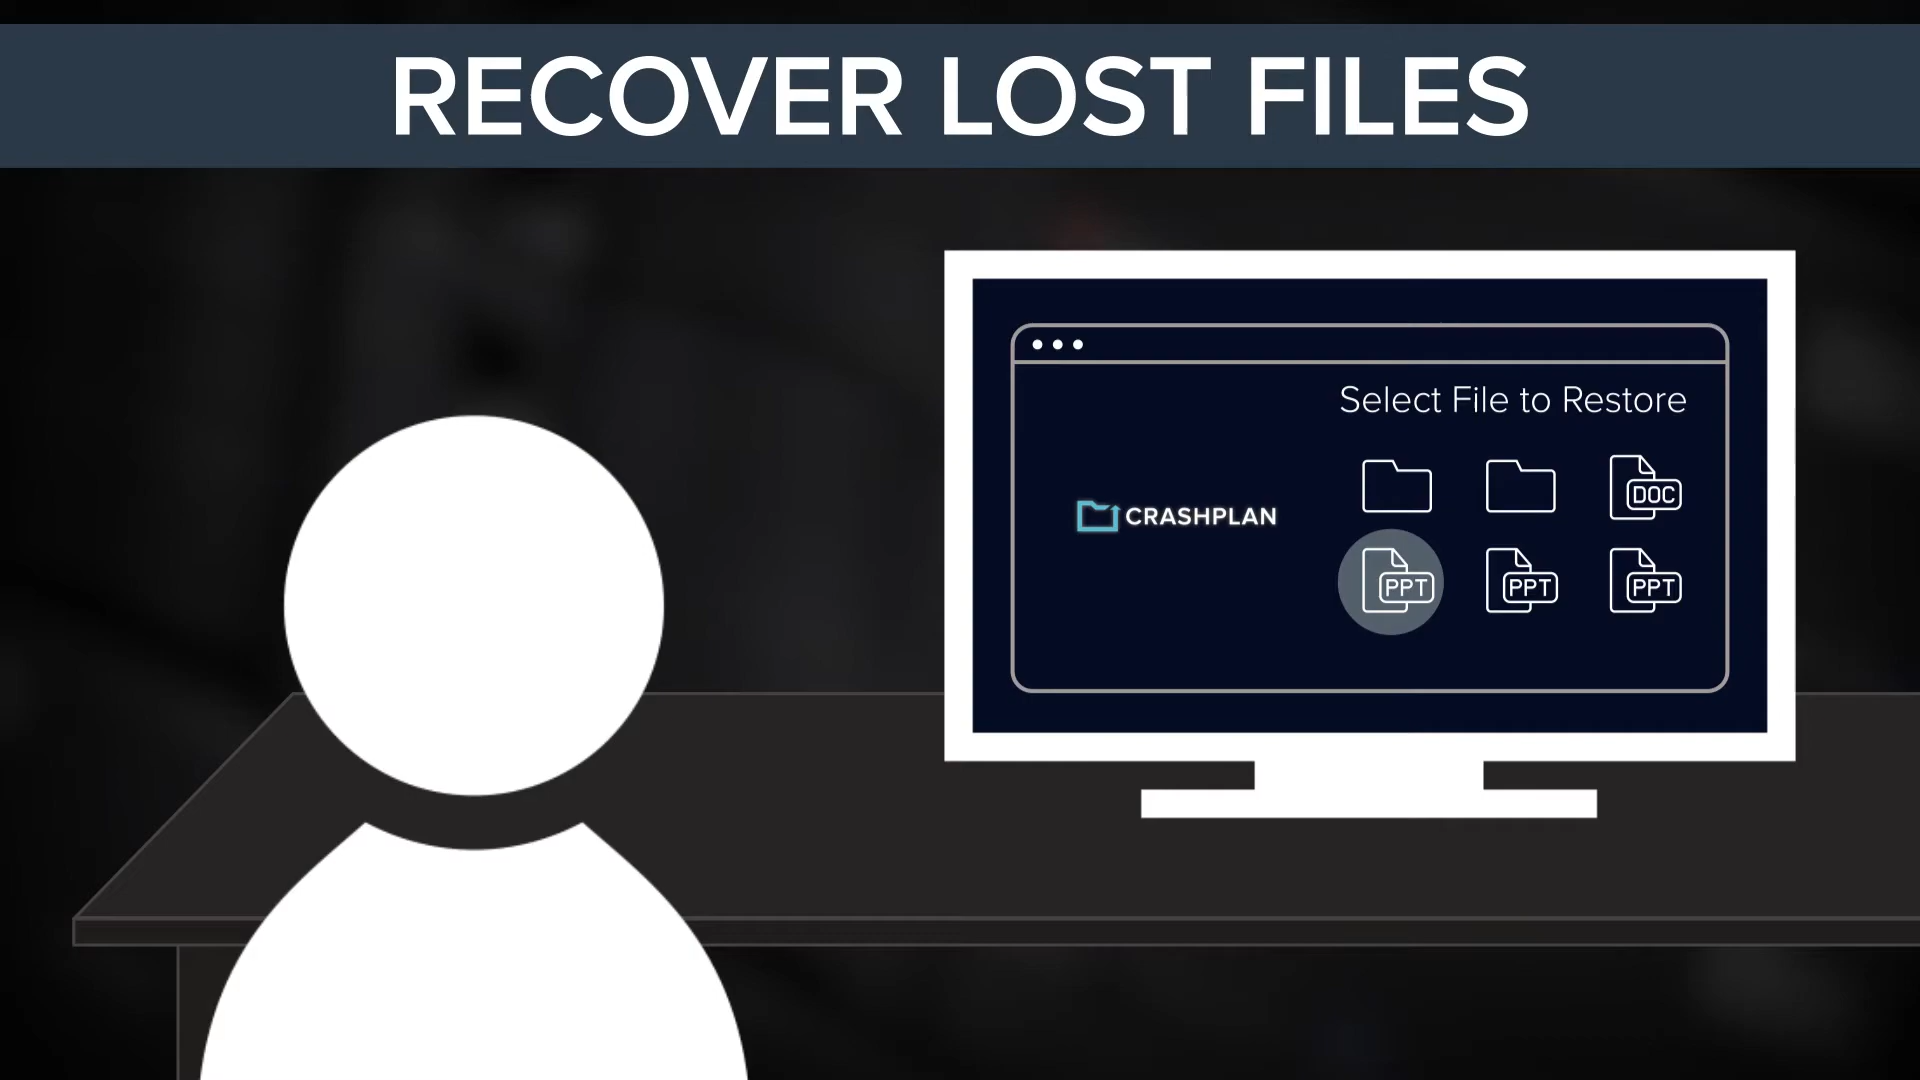 RECOVER LOST FILES
Select File to Restore
CRASHPLAN
DOC
PPT PPT PPT